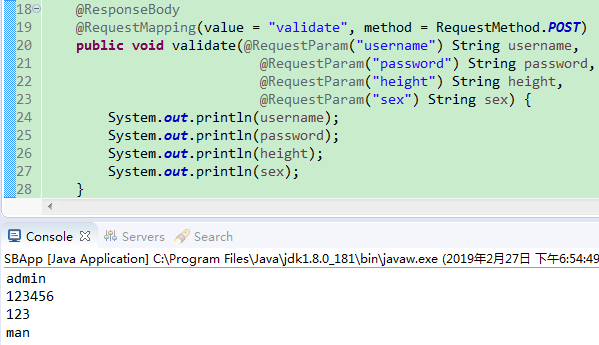 18 @ResponseBody
19 @RequestMapping(value = "validate", method = RequestMethod.POST)
20 public void validate(@RequestParam("username") String username,
21 @RequestParam("password") String password,
22 @RequestParam("height") String height,
23 @RequestParam("sex") String sex) {
24 System.out.println(username);
25 System.out.println(password);
26 System.out.println(height);
27 System.out.println(sex);
28 }
Console Servers Search
SBApp [Java Application] C:\Program Files\Java\jdk1.8.0_181\bin\javaw.exe (2019年2月27日 下午6:54:49
admin
123456
123
man